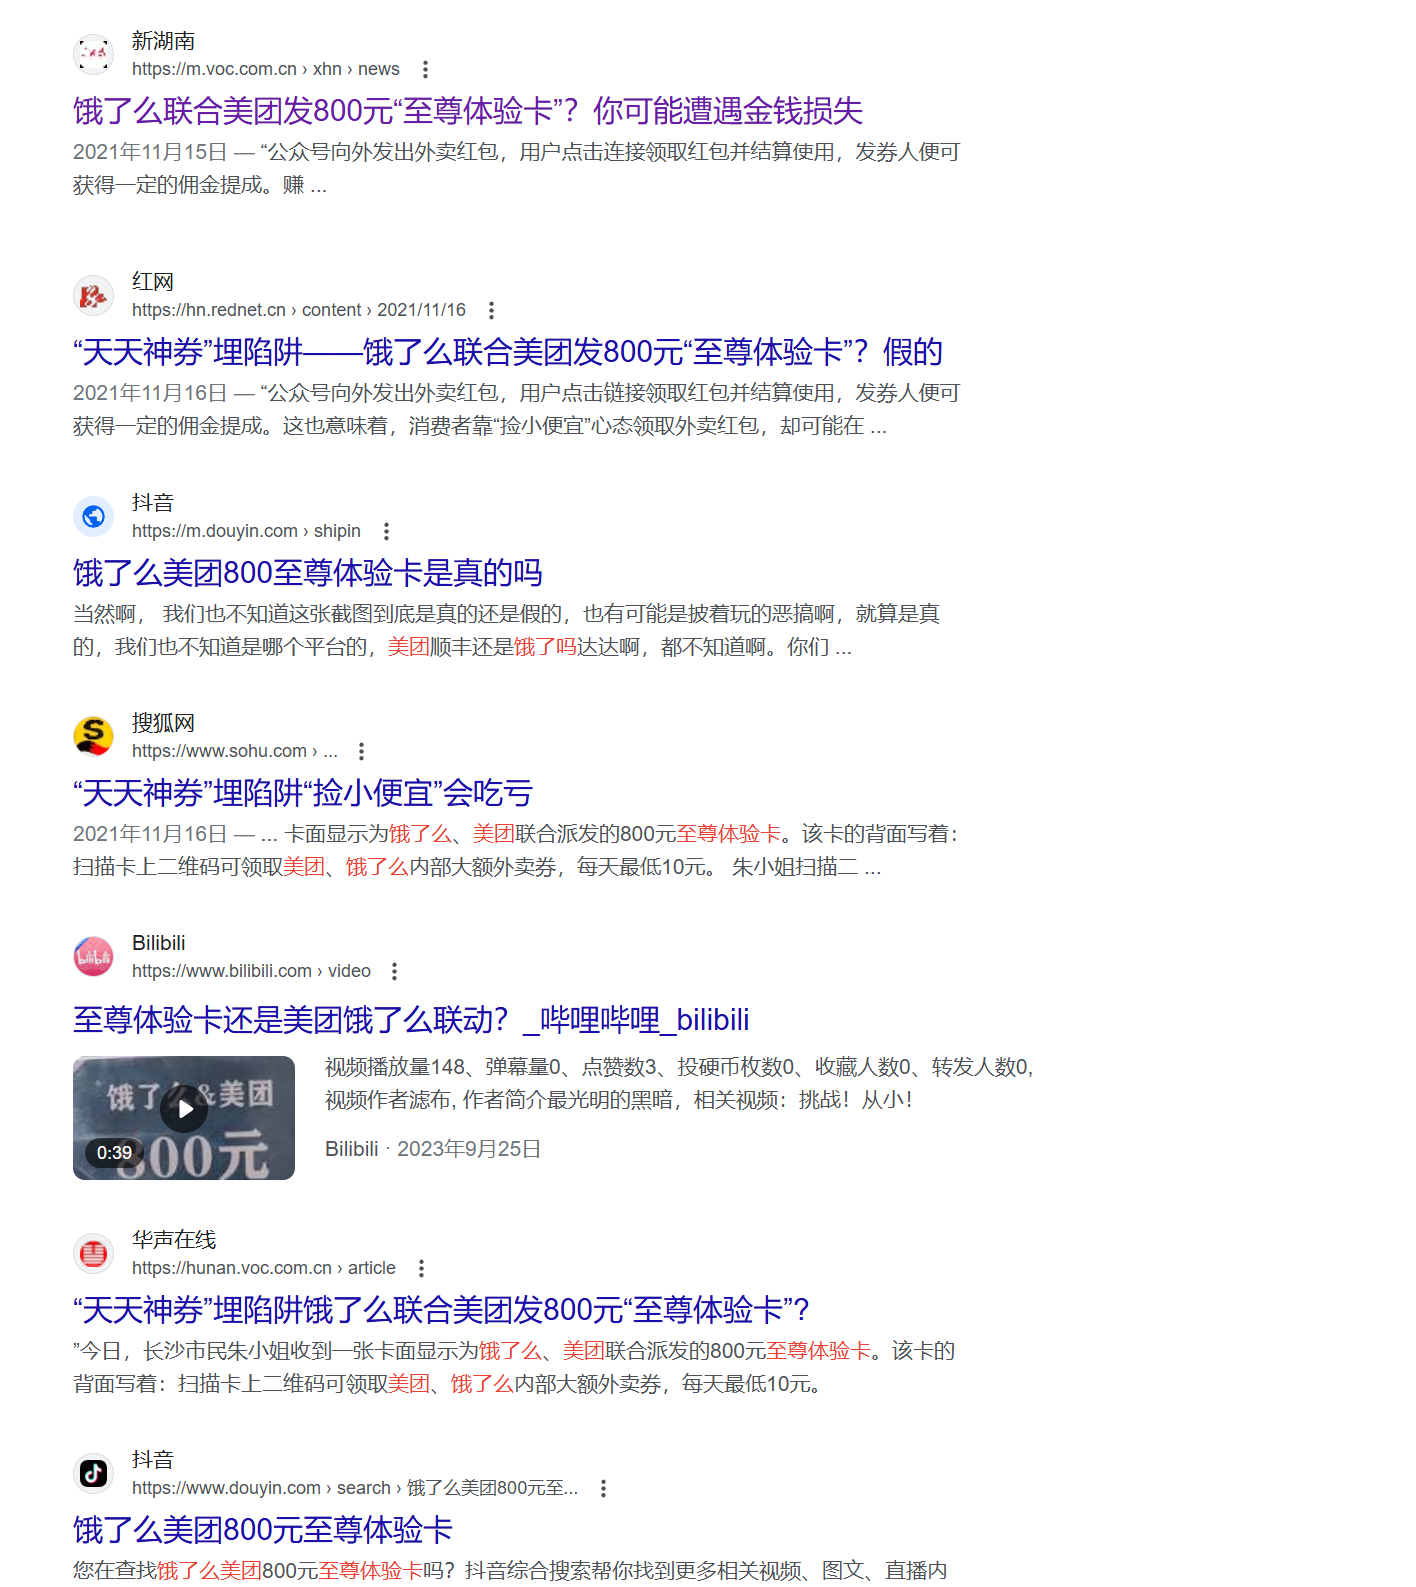 新湖南
https://m.voc.com.cn › xhn › news
饿了么联合美团发800元“至尊体验卡”？你可能遭遇金钱损失
2021年11月15日 — “公众号向外发出外卖红包，用户点击连接领取红包并结算使用，发券人便可
获得一定的佣金提成。赚 ...
红网
https://hn.rednet.cn › content › 2021/11/16
“天天神券”埋陷阱——饿了么联合美团发800元“至尊体验卡”？假的
2021年11月16日 — “公众号向外发出外卖红包，用户点击链接领取红包并结算使用，发券人便可
获得一定的佣金提成。这也意味着，消费者靠“捡小便宜”心态领取外卖红包，却可能在 ...
抖音
https://m.douyin.com › shipin
饿了么美团800至尊体验卡是真的吗
当然啊， 我们也不知道这张截图到底是真的还是假的，也有可能是披着玩的恶搞啊，就算是真
的，我们也不知道是哪个平台的，美团顺丰还是饿了吗达达啊，都不知道啊。你们 ...
搜狐网
https://www.sohu.com › ...
“天天神券”埋陷阱“捡小便宜”会吃亏
2021年11月16日 — ... 卡面显示为饿了么、美团联合派发的800元至尊体验卡。该卡的背面写着：
扫描卡上二维码可领取美团、饿了么内部大额外卖券，每天最低10元。 朱小姐扫描二 ...
Bilibili
https://www.bilibili.com › video
至尊体验卡还是美团饿了么联动？_哔哩哔哩_bilibili
饿了么&美团
800元
0:39
视频播放量148、弹幕量0、点赞数3、投硬币枚数0、收藏人数0、转发人数0,
视频作者滤布, 作者简介最光明的黑暗，相关视频：挑战！从小！
Bilibili · 2023年9月25日
华声在线
https://hunan.voc.com.cn › article
“天天神券”埋陷阱饿了么联合美团发800元“至尊体验卡”?
”今日，长沙市民朱小姐收到一张卡面显示为饿了么、美团联合派发的800元至尊体验卡。该卡的
背面写着：扫描卡上二维码可领取美团、饿了么内部大额外卖券，每天最低10元。
抖音
https://www.douyin.com › search › 饿了么美团800元至...
饿了么美团800元至尊体验卡
您在查找饿了么美团800元至尊体验卡吗？抖音综合搜索帮你找到更多相关视频、图文、直播内